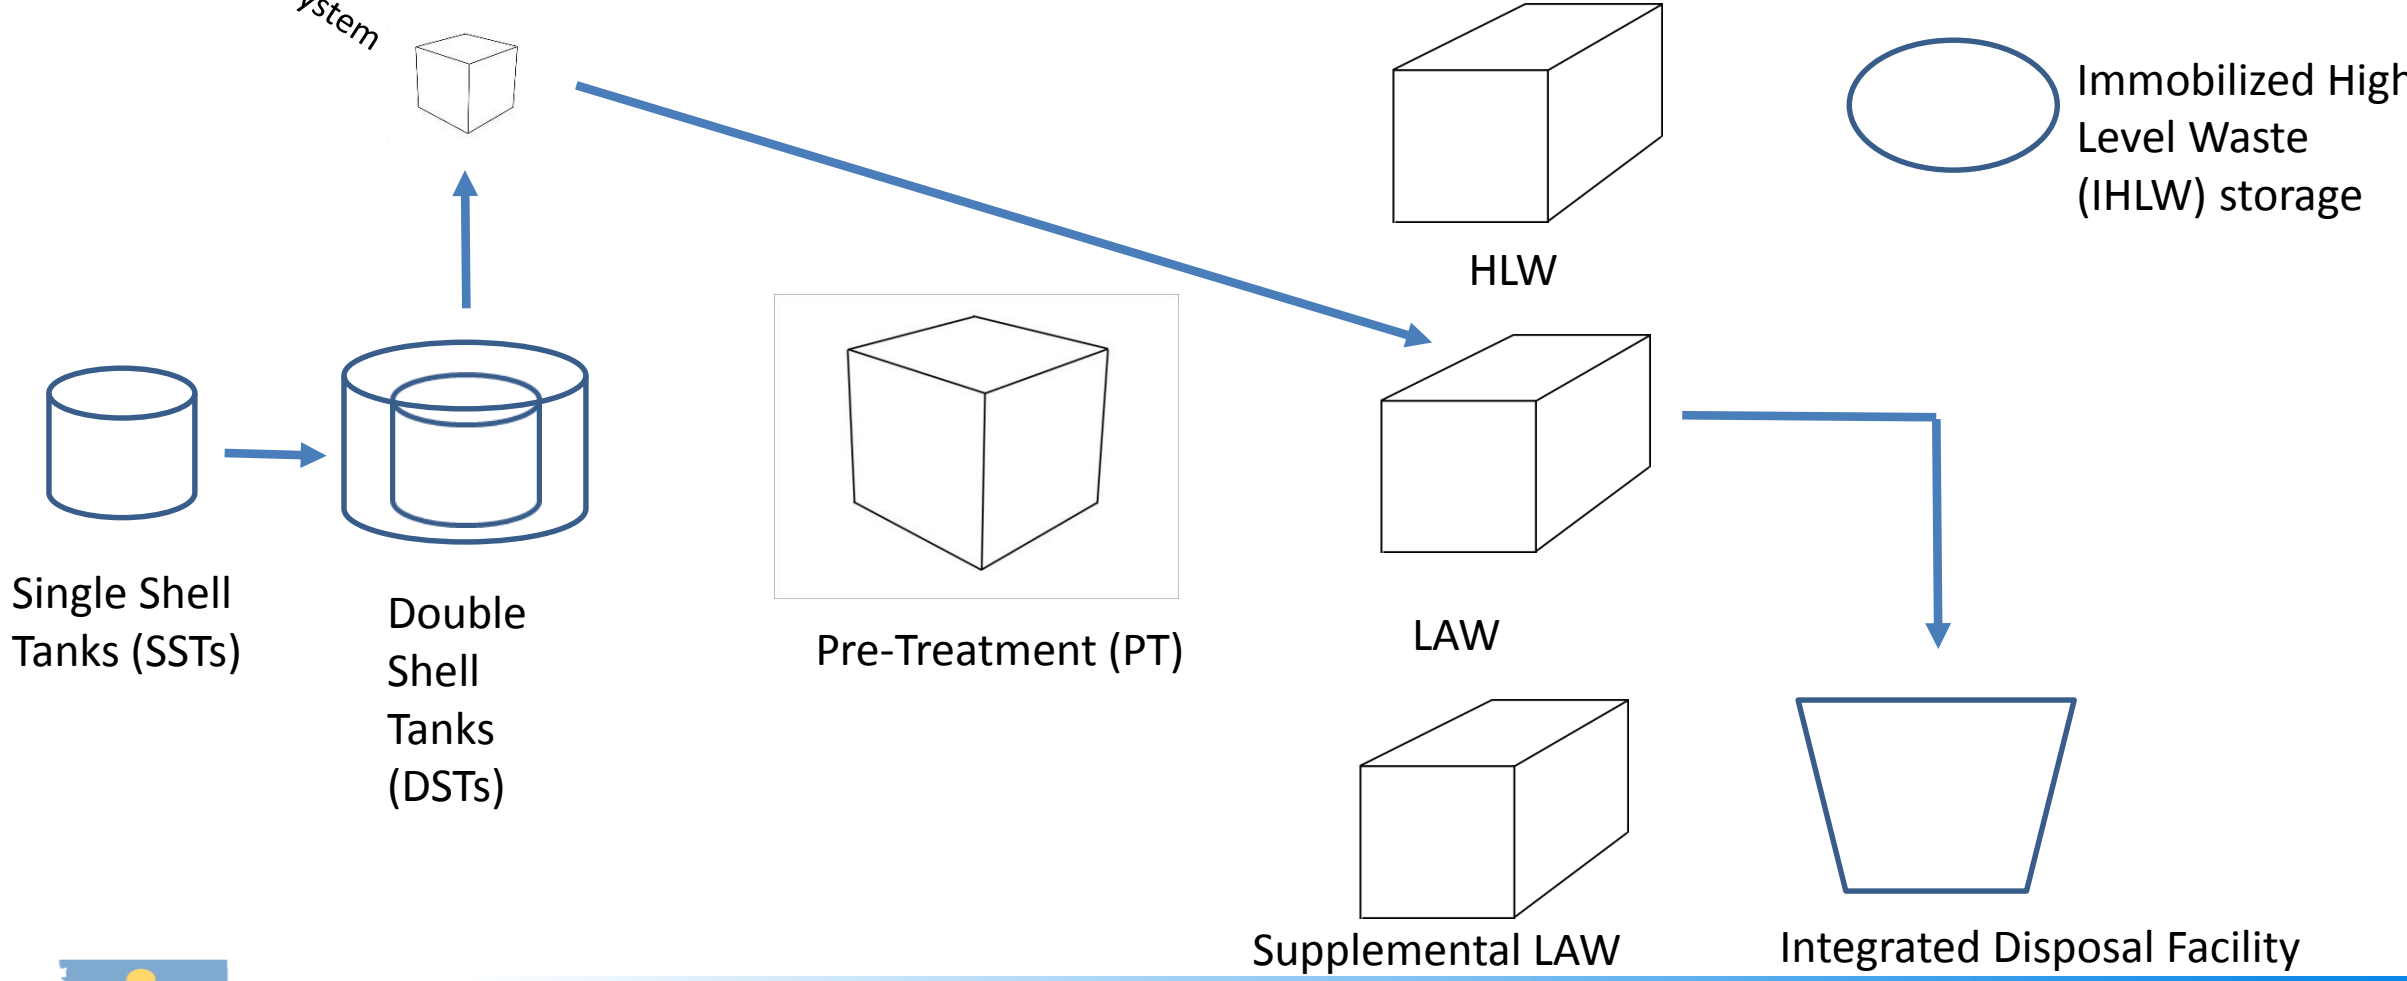 Immobilized High
Level Waste
(IHLW) storage
HLW
Single Shell
Tanks (SSTs)
Double
Shell
Tanks
(DSTs)
Pre-Treatment (PT)
LAW
Supplemental LAW
Integrated Disposal Facility